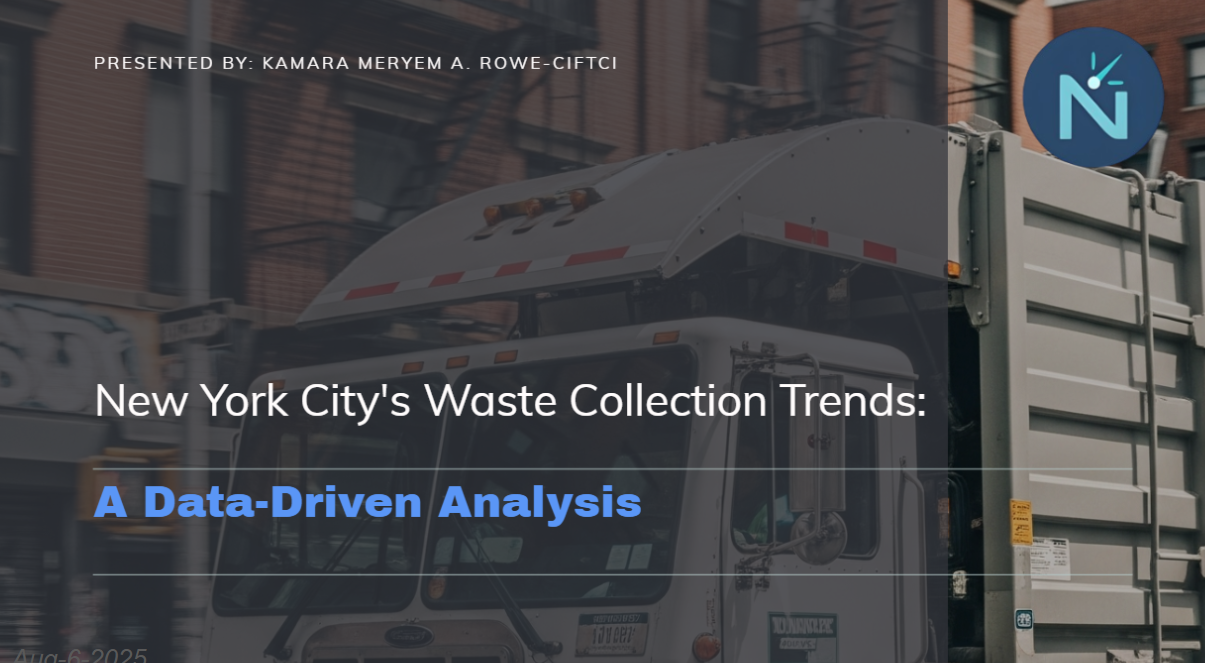 PRESENTED BY: KAMARA MERYEM A. ROWE-CIFTCI
N
New York City's Waste Collection Trends:
A Data-Driven Analysis
Aug-6-2025